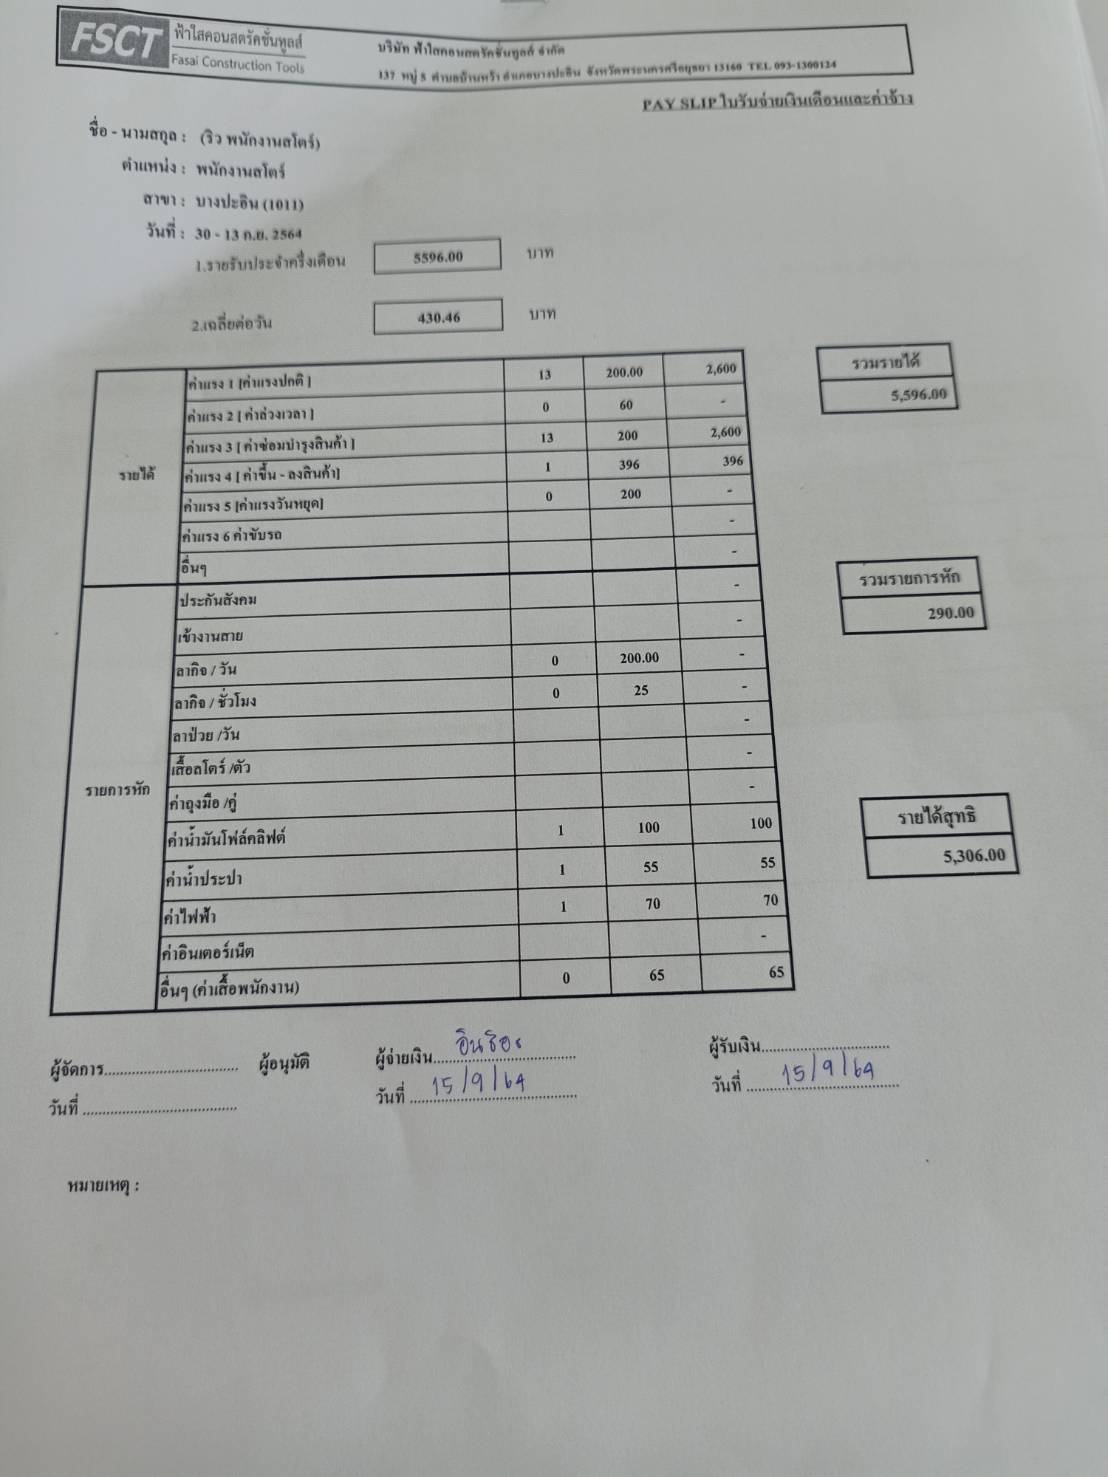 FSCT ฟ้าใสคอนสตรัคชั่นทูลส์
Fasai Construction Tools
บริษัท ฟ้าใสคอนสตรัคชั่นทูลส์ จำกัด
137 หมู่ 8 ตำบลบ้านหว้า อำเภอบางปะอิน จังหวัดพระนครศรีอยุธยา 13160 TEL 093-1300124
PAY SLIP ใบรับจ่ายเงินเดือนและค่าจ้าง
ชื่อ - นามสกุล : (ริว พนักงานสโตร์)
ตำแหน่ง : พนักงานสโตร์
สาขา : บางปะอิน (1011)
วันที่ : 30 - 13 ก.ย. 2564
1.รายรับประจำครึ่งเดือน 5596.00 บาท
2.เฉลี่ยต่อวัน 430.46 บาท
รายได้
ค่าแรง 1 [ค่าแรงปกติ ] 13 200.00 2,600
ค่าแรง 2 [ ค่าล่วงเวลา ] 0 60 -
ค่าแรง 3 [ ค่าซ่อมบำรุงสินค้า ] 13 200 2,600
ค่าแรง 4 [ ค่าขึ้น - ลงสินค้า] 1 396 396
ค่าแรง 5 [ค่าแรงวันหยุด] 0 200 -
ค่าแรง 6 ค่าขับรถ -
อื่นๆ -
รวมรายได้
5,596.00
รายการหัก
ประกันสังคม -
เข้างานสาย -
ลากิจ / วัน 0 200.00 -
ลากิจ / ชั่วโมง 0 25 -
ลาป่วย /วัน -
เสื้อสโตร์ /ตัว -
ค่าถุงมือ /คู่ -
ค่าน้ำมันโฟล์คลิฟต์ 1 100 100
ค่าน้ำประปา 1 55 55
ค่าไฟฟ้า 1 70 70
ค่าอินเตอร์เน็ต -
อื่นๆ (ค่าเสื้อพนักงาน) 0 65 65
รวมรายการหัก
290.00
รายได้สุทธิ
5,306.00
ผู้จัดการ.................................. ผู้อนุมัติ ผู้จ่ายเงิน.................................. ผู้รับเงิน..................................
วันที่ ...................................... วันที่ 15/9/64 วันที่ 15/9/64
หมายเหตุ :